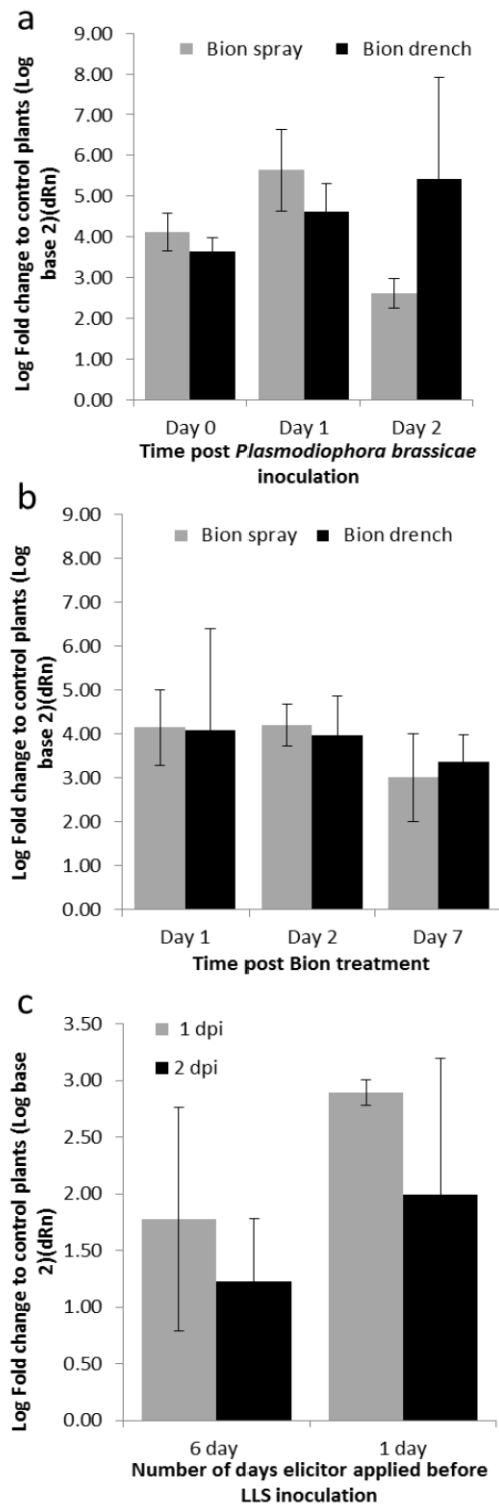 a
Log Fold change to control plants (Log
base 2)(dRn)
9.00
8.00
7.00
6.00
5.00
4.00
3.00
2.00
1.00
0.00
Bion spray
Bion drench
Day 0
Day 1
Day 2
Time post Plasmodiophora brassicae
inoculation
b
Log Fold change to control plants (Log
base 2)(dRn)
9.00
8.00
7.00
6.00
5.00
4.00
3.00
2.00
1.00
0.00
Bion spray
Bion drench
Day 1
Day 2
Day 7
Time post Bion treatment
c
Log Fold change to control plants (Log base
2)(dRn)
3.50
3.00
2.50
2.00
1.50
1.00
0.50
0.00
1 dpi
2 dpi
6 day
1 day
Number of days elicitor applied before
LLS inoculation